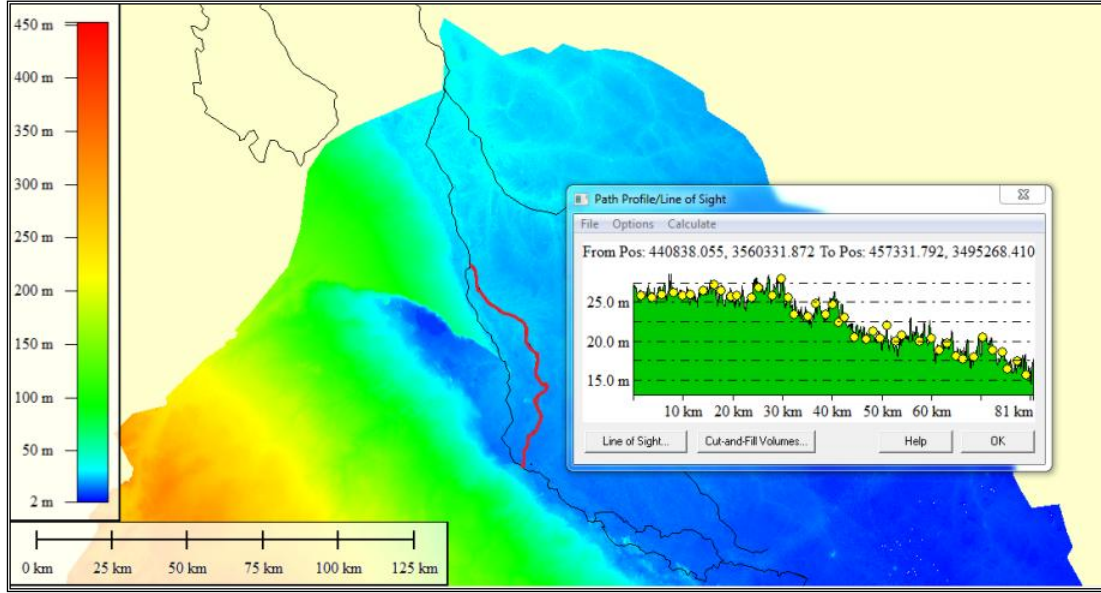 450 m
400 m
350 m
300 m
250 m
200 m
150 m
100 m
50 m
2 m
0 km 25 km 50 km 75 km 100 km 125 km
Path Profile/Line of Sight
File Options Calculate
From Pos: 440838.055, 3560331.872 To Pos: 457331.792, 3495268.410
25.0 m
20.0 m
15.0 m
10 km 20 km 30 km 40 km 50 km 60 km 81 km
Line of Sight... Cut-and-Fill Volumes... Help OK